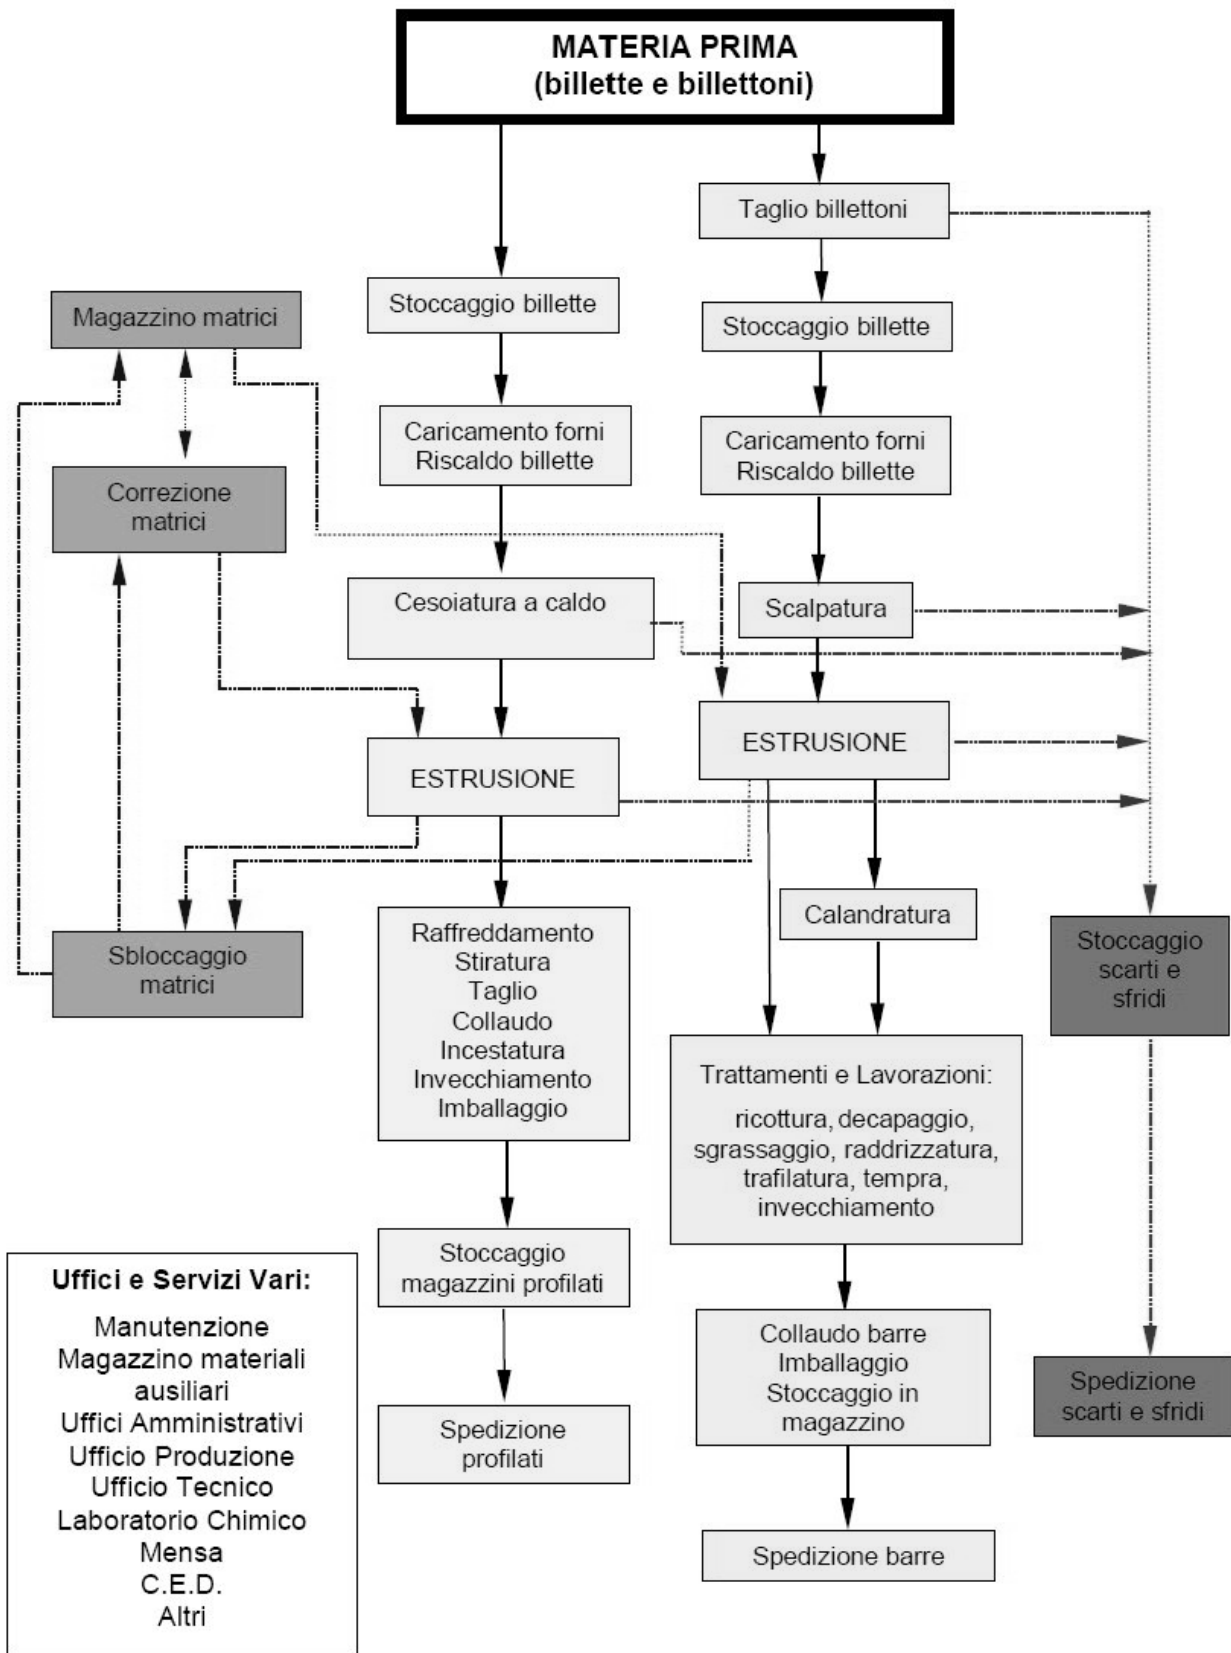 MATERIA PRIMA
(billette e billettoni)
Taglio billettoni
Stoccaggio billette
Magazzino matrici
Stoccaggio billette
Caricamento forni
Riscaldo billette
Caricamento forni
Riscaldo billette
Correzione
matrici
Cesoiatura a caldo
Scalpatura
ESTRUSIONE
ESTRUSIONE
Calandratura
Raffreddamento
Stiratura
Taglio
Collaudo
Incestatura
Invecchiamento
Imballaggio
Sbloccaggio
matrici
Stoccaggio
scarti e
sfridi
Trattamenti e Lavorazioni:
ricottura, decapaggio,
sgrassaggio, raddrizzatura,
trafilatura, tempra,
invecchiamento
Stoccaggio
magazzini profilati
Uffici e Servizi Vari:
Manutenzione
Magazzino materiali
ausiliari
Uffici Amministrativi
Ufficio Produzione
Ufficio Tecnico
Laboratorio Chimico
Mensa
C.E.D.
Altri
Collaudo barre
Imballaggio
Stoccaggio in
magazzino
Spedizione
scarti e sfridi
Spedizione
profilati
Spedizione barre